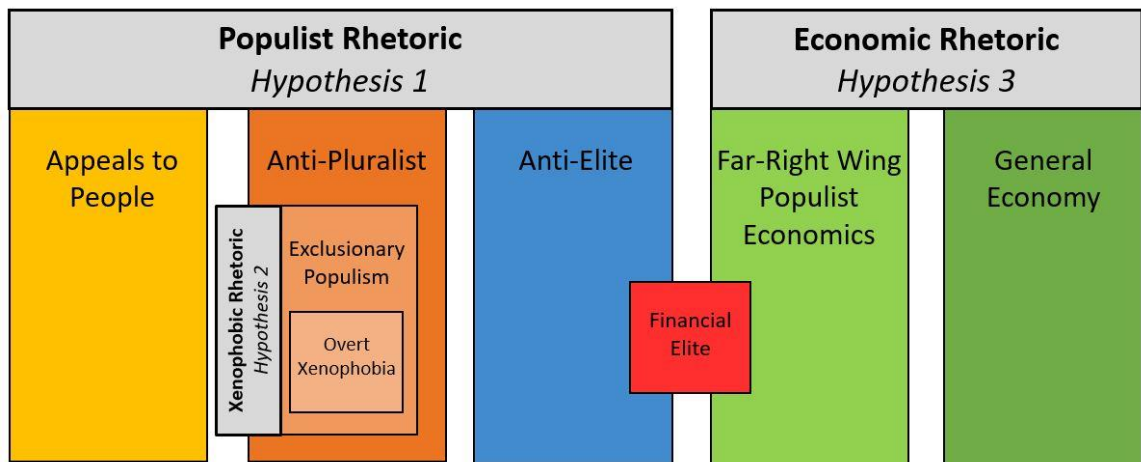 Populist Rhetoric
Hypothesis 1
Economic Rhetoric
Hypothesis 3
Appeals to
People
Anti-Pluralist
Anti-Elite
Far-Right Wing
Populist
Economics
General
Economy
Xenophobic Rhetoric
Hypothesis 2
Exclusionary
Populism
Overt
Xenophobia
Financial
Elite